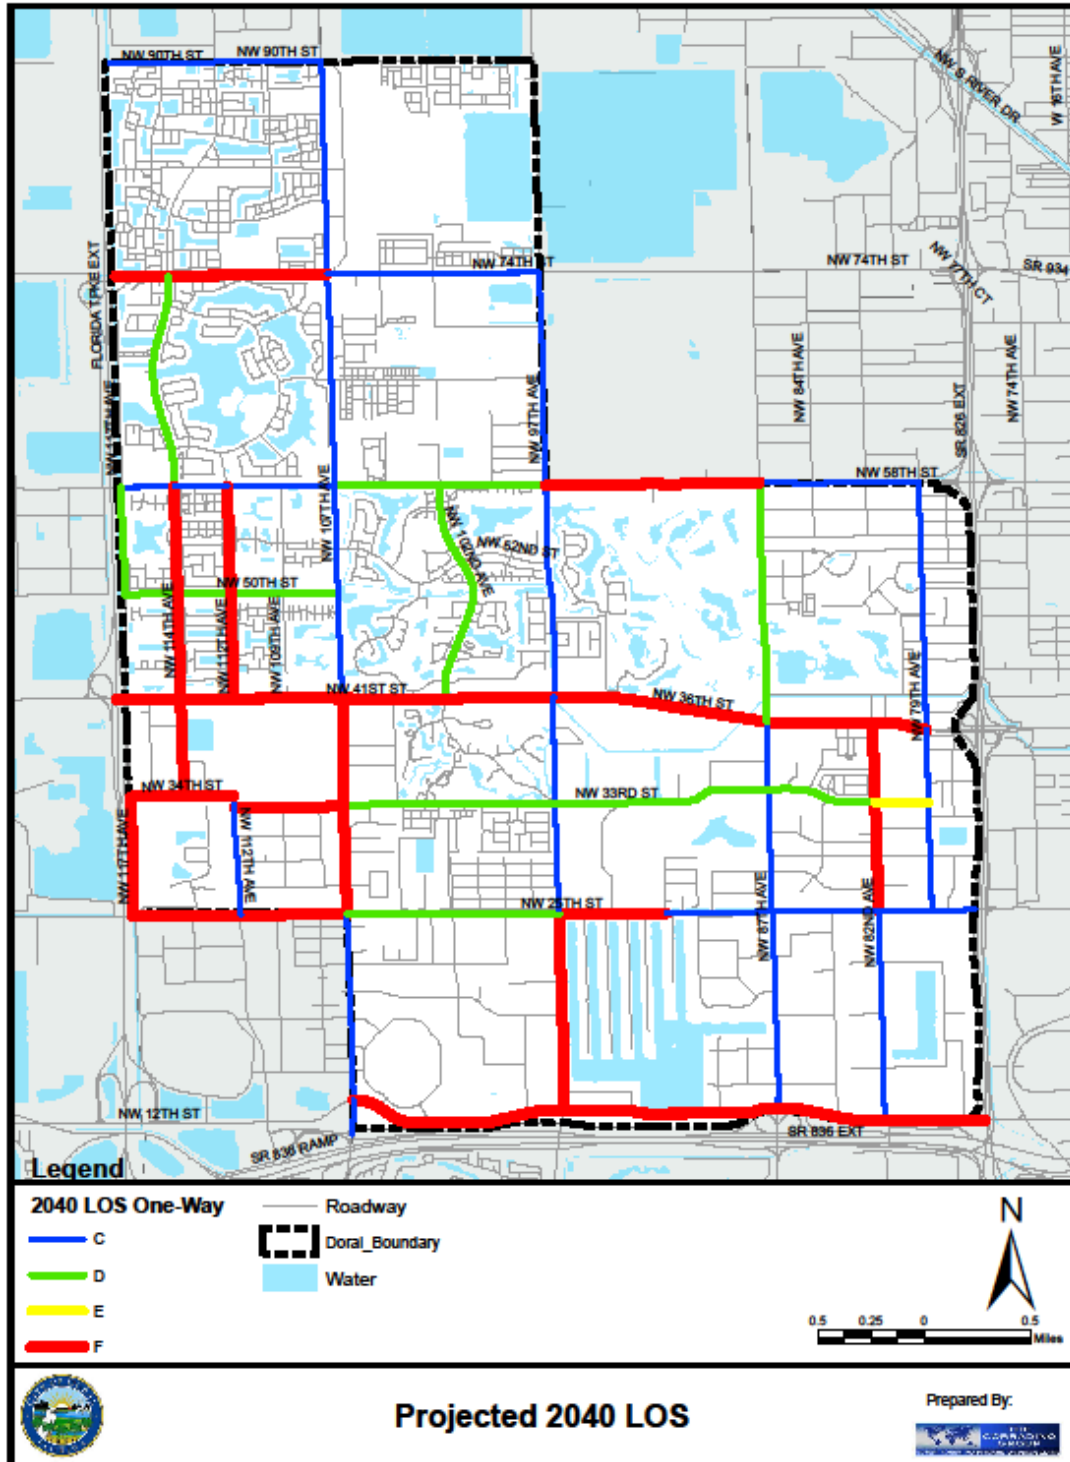 NW 90TH ST
NW 90TH ST
NW S RIVER DR
W 16TH AVE
FLORIDA TPKE EXT
NW 74TH ST
NW 74TH ST
NW 77TH CT
SR 934
NW 117TH AVE
NW 97TH AVE
NW 84TH AVE
SR 826 EXT
NW 74TH AVE
NW 58TH ST
NW 107TH AVE
NW 102ND AVE
NW 52ND ST
NW 50TH ST
NW 114TH AVE
NW 112TH AVE
NW 109TH AVE
NW 79TH AVE
NW 41ST ST
NW 36TH ST
NW 34TH ST
NW 33RD ST
NW 117TH AVE
NW 112TH AVE
NW 25TH ST
NW 87TH AVE
NW 82ND AVE
NW 12TH ST
SR 836 RAMP
SR 836 EXT
Legend
2040 LOS One-Way
C
D
E
F
Roadway
Doral_Boundary
Water
N
0.5 0.25 0 0.5
Miles
Projected 2040 LOS
Prepared By:
CORRADINO
GROUP